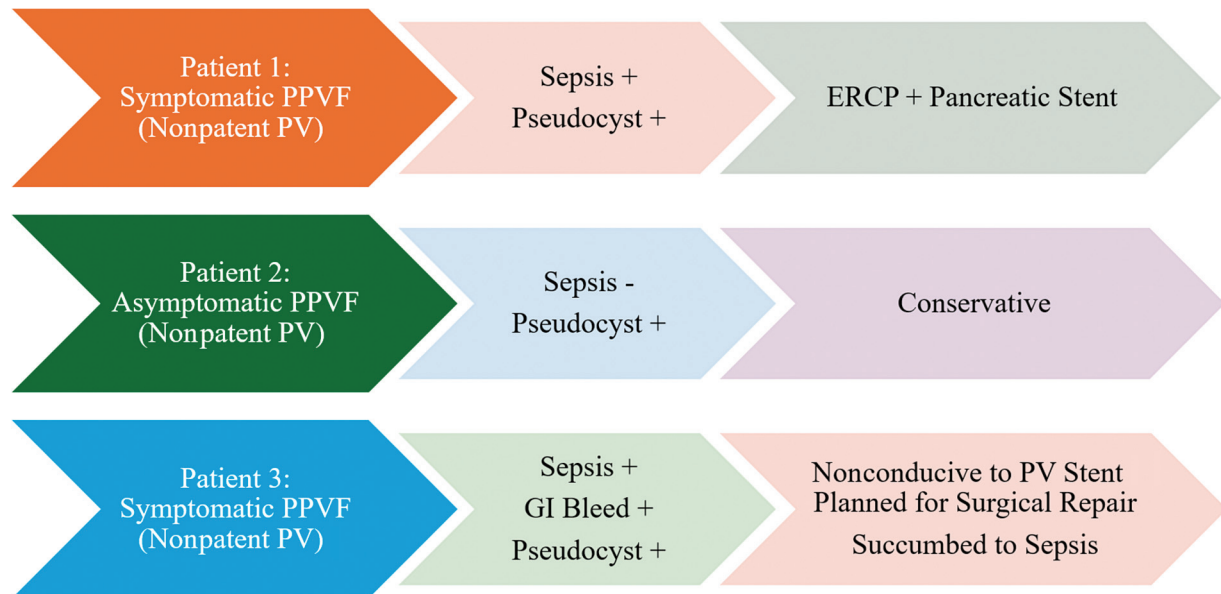 Patient 1:
Symptomatic PPVF
(Nonpatent PV)
Sepsis +
Pseudocyst +
ERCP + Pancreatic Stent
Patient 2:
Asymptomatic PPVF
(Nonpatent PV)
Sepsis -
Pseudocyst +
Conservative
Patient 3:
Symptomatic PPVF
(Nonpatent PV)
Sepsis +
GI Bleed +
Pseudocyst +
Nonconducive to PV Stent
Planned for Surgical Repair
Succumbed to Sepsis